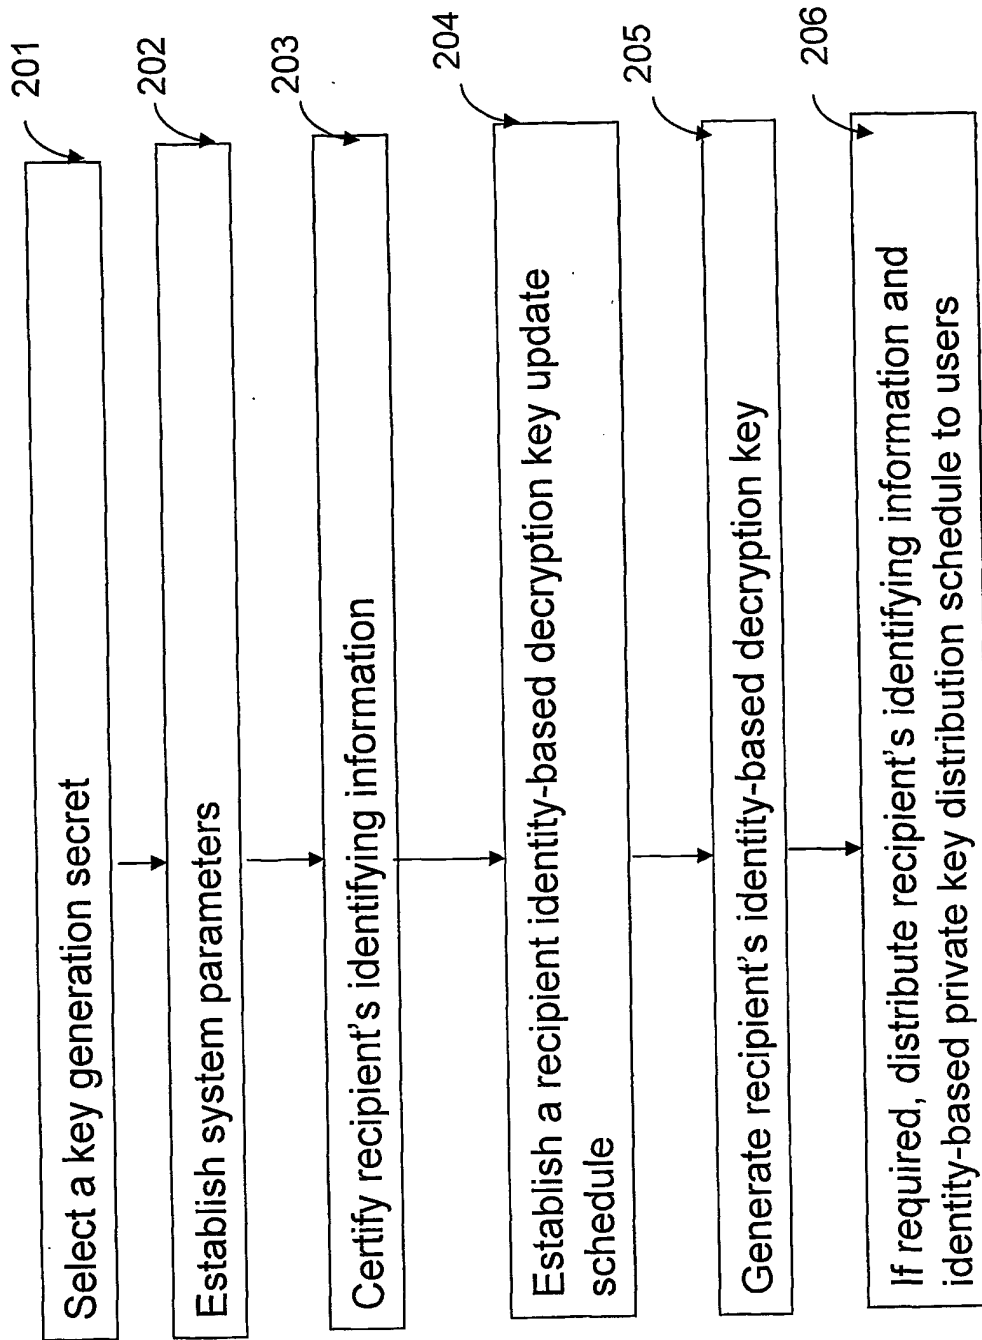 201
Select a key generation secret
202
Establish system parameters
203
Certify recipient's identifying information
204
Establish a recipient identity-based decryption key update
schedule
205
Generate recipient's identity-based decryption key
206
If required, distribute recipient's identifying information and
identity-based private key distribution schedule to users